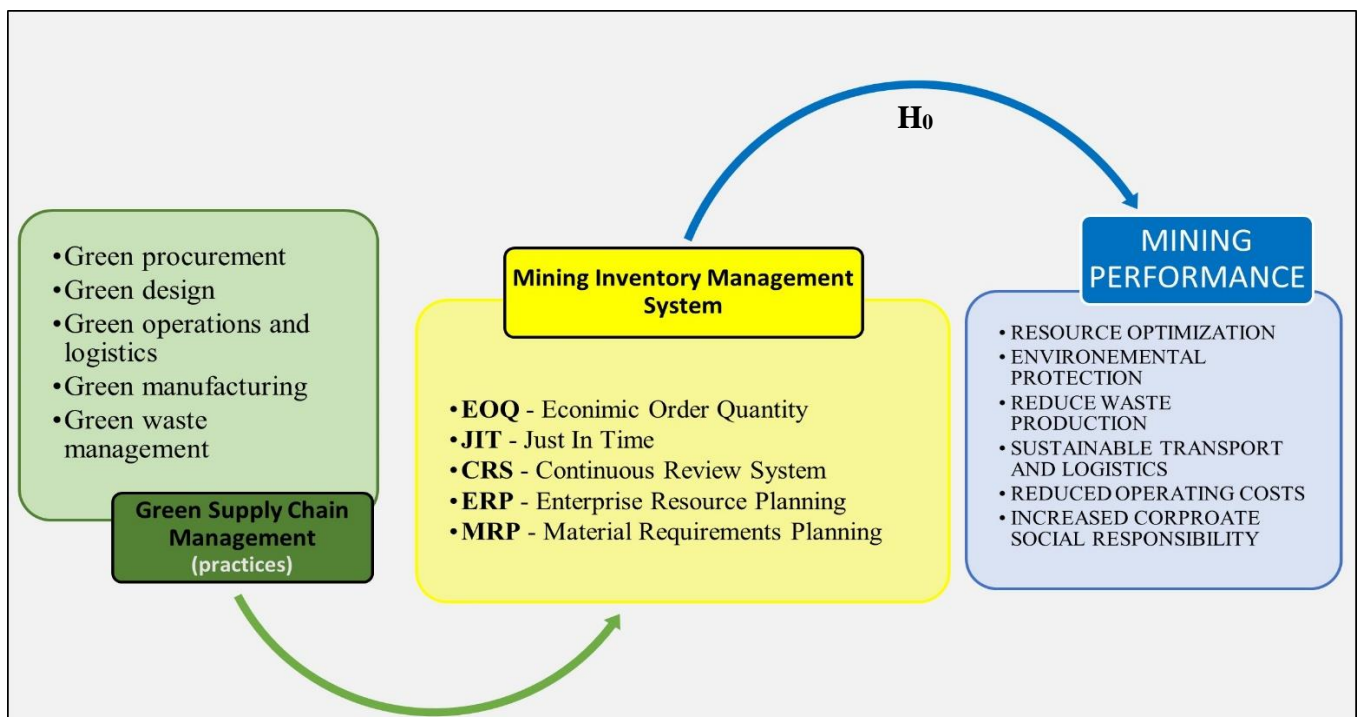 H₀
•Green procurement
•Green design
•Green operations and
logistics
•Green manufacturing
•Green waste
management
Green Supply Chain
Management
(practices)
Mining Inventory Management
System
•EOQ - Econimic Order Quantity
•JIT - Just In Time
•CRS - Continuous Review System
•ERP - Enterprise Resource Planning
•MRP - Material Requirements Planning
MINING
PERFORMANCE
• RESOURCE OPTIMIZATION
• ENVIRONEMENTAL
PROTECTION
• REDUCE WASTE
PRODUCTION
• SUSTAINABLE TRANSPORT
AND LOGISTICS
• REDUCED OPERATING COSTS
• INCREASED CORPROATE
SOCIAL RESPONSIBILITY